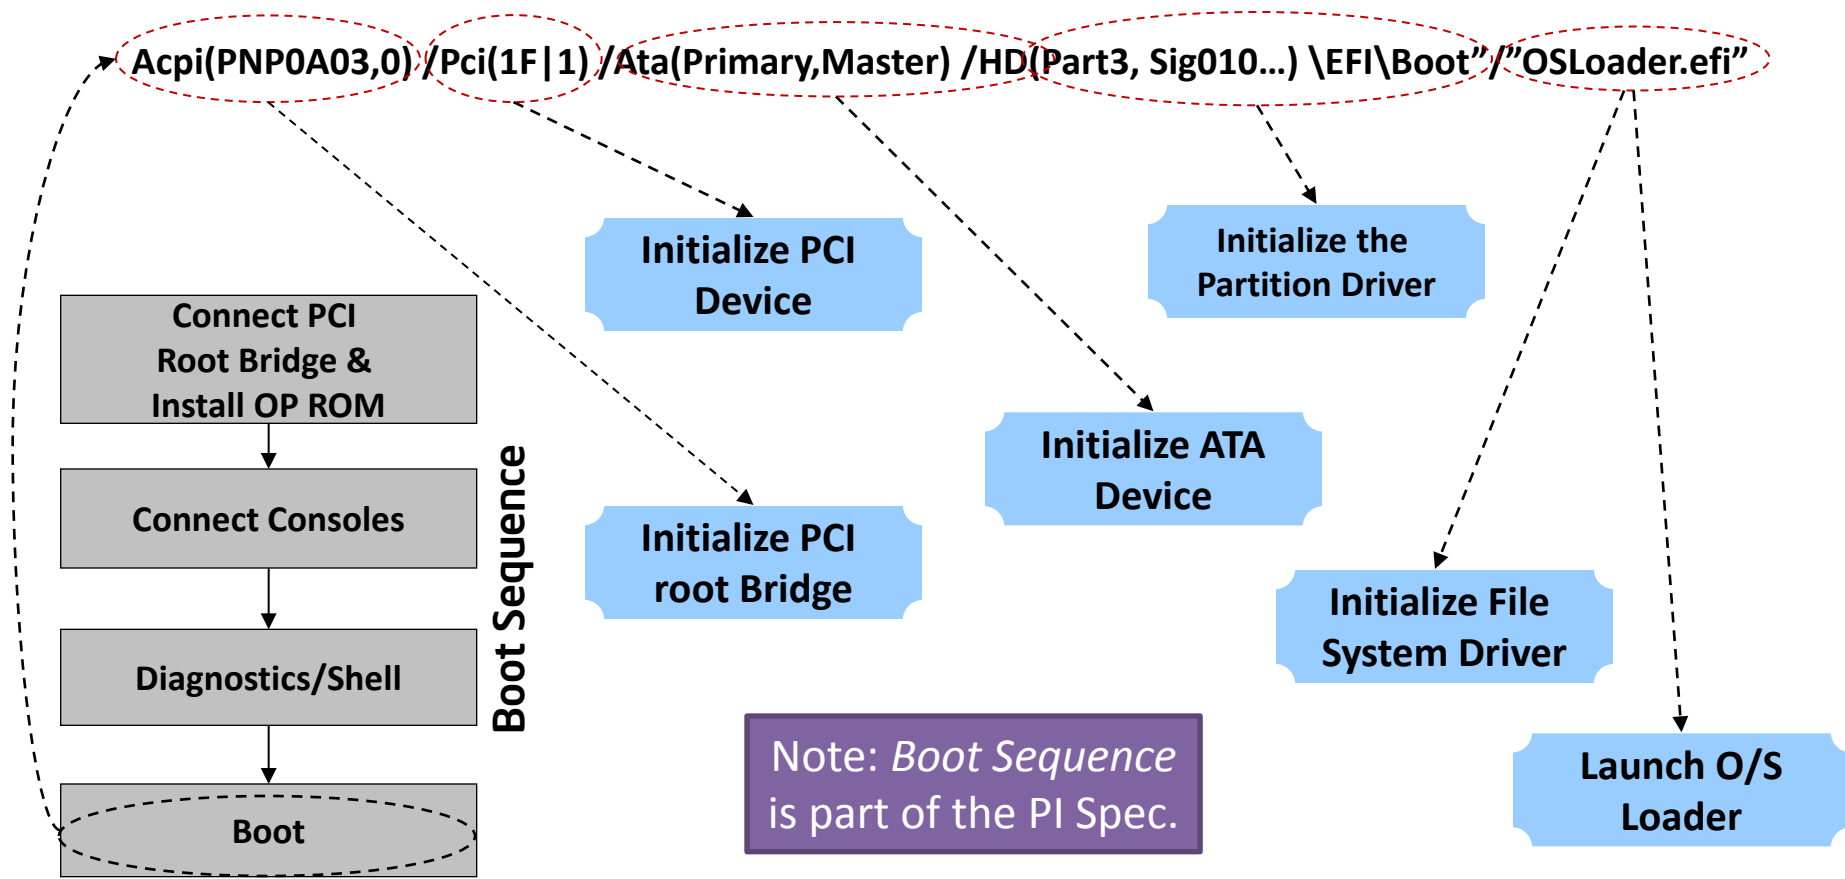 Acpi(PNP0A03,0) /Pci(1F|1) /Ata(Primary,Master) /HD(Part3, Sig010…) \EFI\Boot”/”OSLoader.efi”
Initialize PCI
Device
Initialize the
Partition Driver
Connect PCI
Root Bridge &
Install OP ROM
Connect Consoles
Diagnostics/Shell
Boot
Boot Sequence
Initialize PCI
root Bridge
Initialize ATA
Device
Initialize File
System Driver
Note: Boot Sequence
is part of the PI Spec.
Launch O/S
Loader